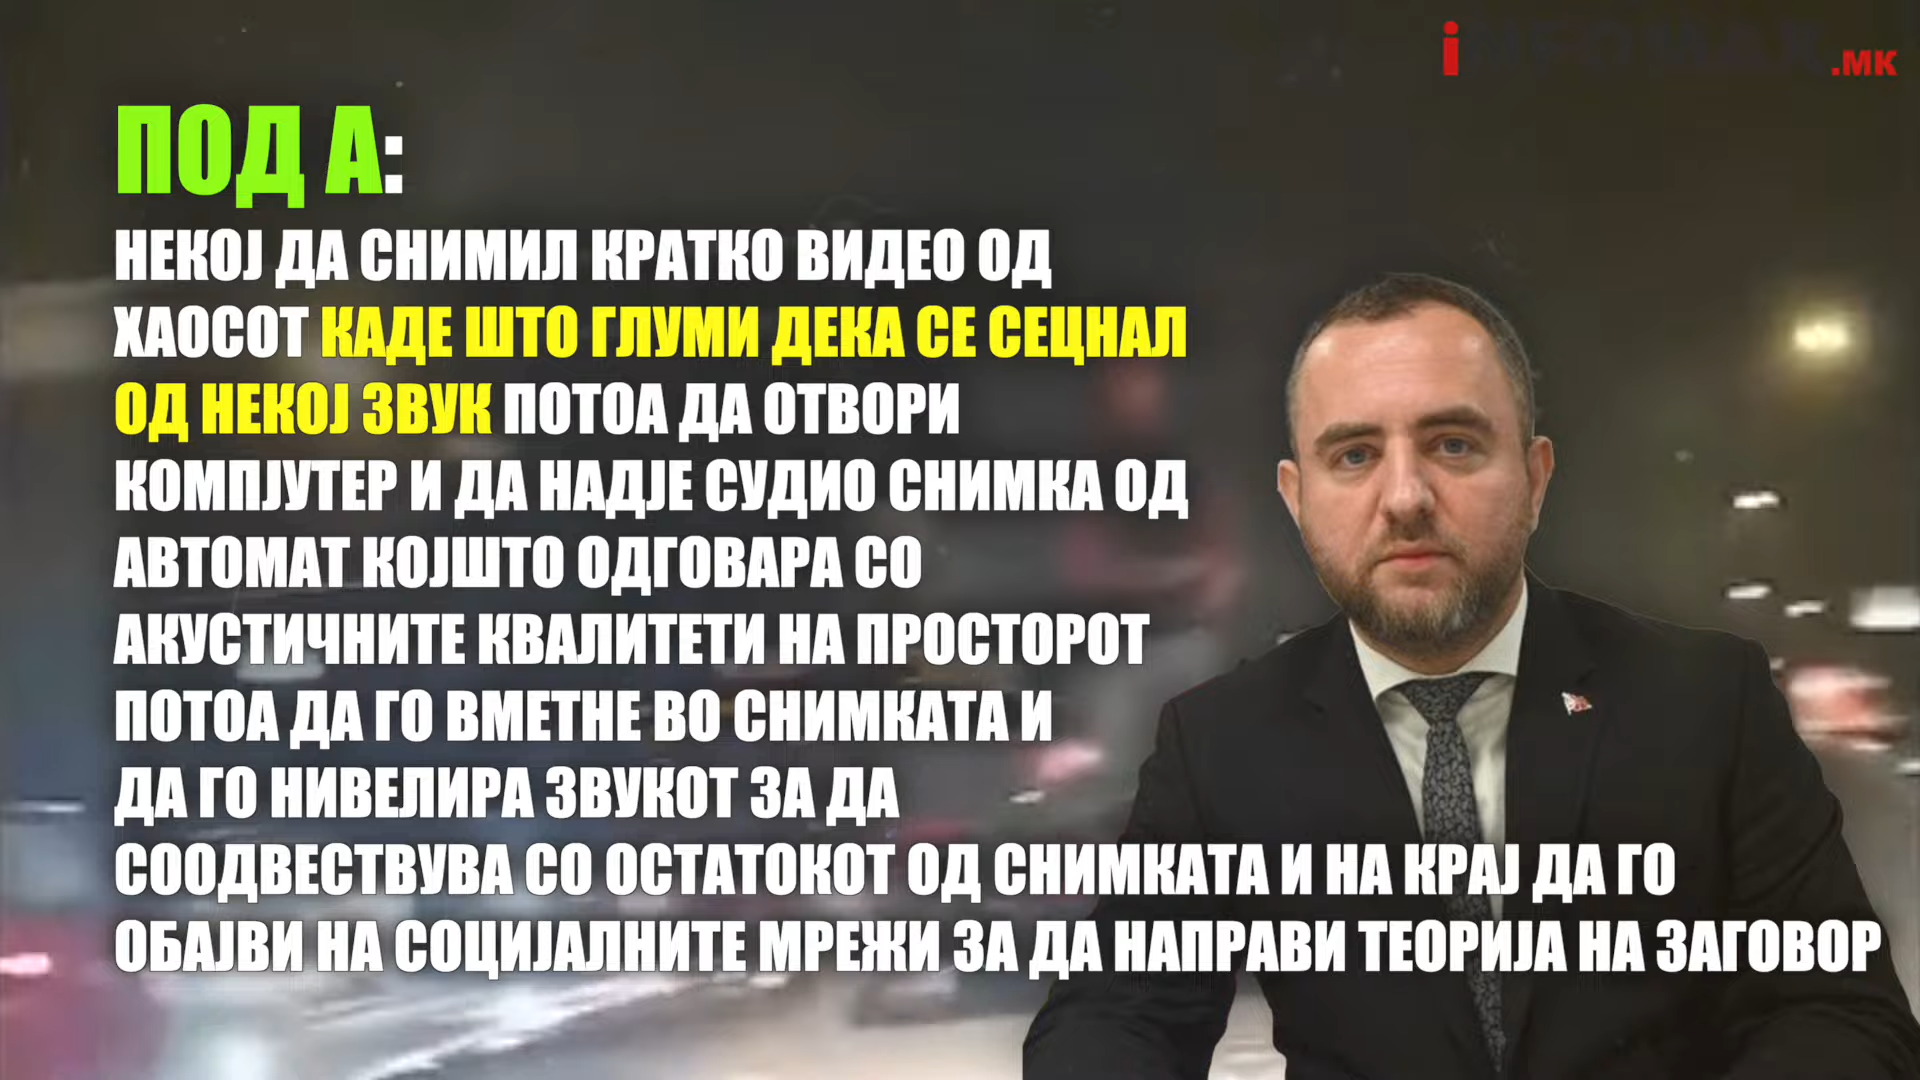 iNFOMAX.MK
ПОД А:
НЕКОЈ ДА СНИМИЛ КРАТКО ВИДЕО ОД
ХАОСОТ КАДЕ ШТО ГЛУМИ ДЕКА СЕ СЕЦНАЛ
ОД НЕКОЈ ЗВУК ПОТОА ДА ОТВОРИ
КОМПЈУТЕР И ДА НАДЈЕ СУДИО СНИМКА ОД
АВТОМАТ КОЈШТО ОДГОВАРА СО
АКУСТИЧНИТЕ КВАЛИТЕТИ НА ПРОСТОРОТ
ПОТОА ДА ГО ВМЕТНЕ ВО СНИМКАТА И
ДА ГО НИВЕЛИРА ЗВУКОТ ЗА ДА
СООДВЕСТВУВА СО ОСТАТОКОТ ОД СНИМКАТА И НА КРАЈ ДА ГО
ОБАЈВИ НА СОЦИЈАЛНИТЕ МРЕЖИ ЗА ДА НАПРАВИ ТЕОРИЈА НА ЗАГОВОР